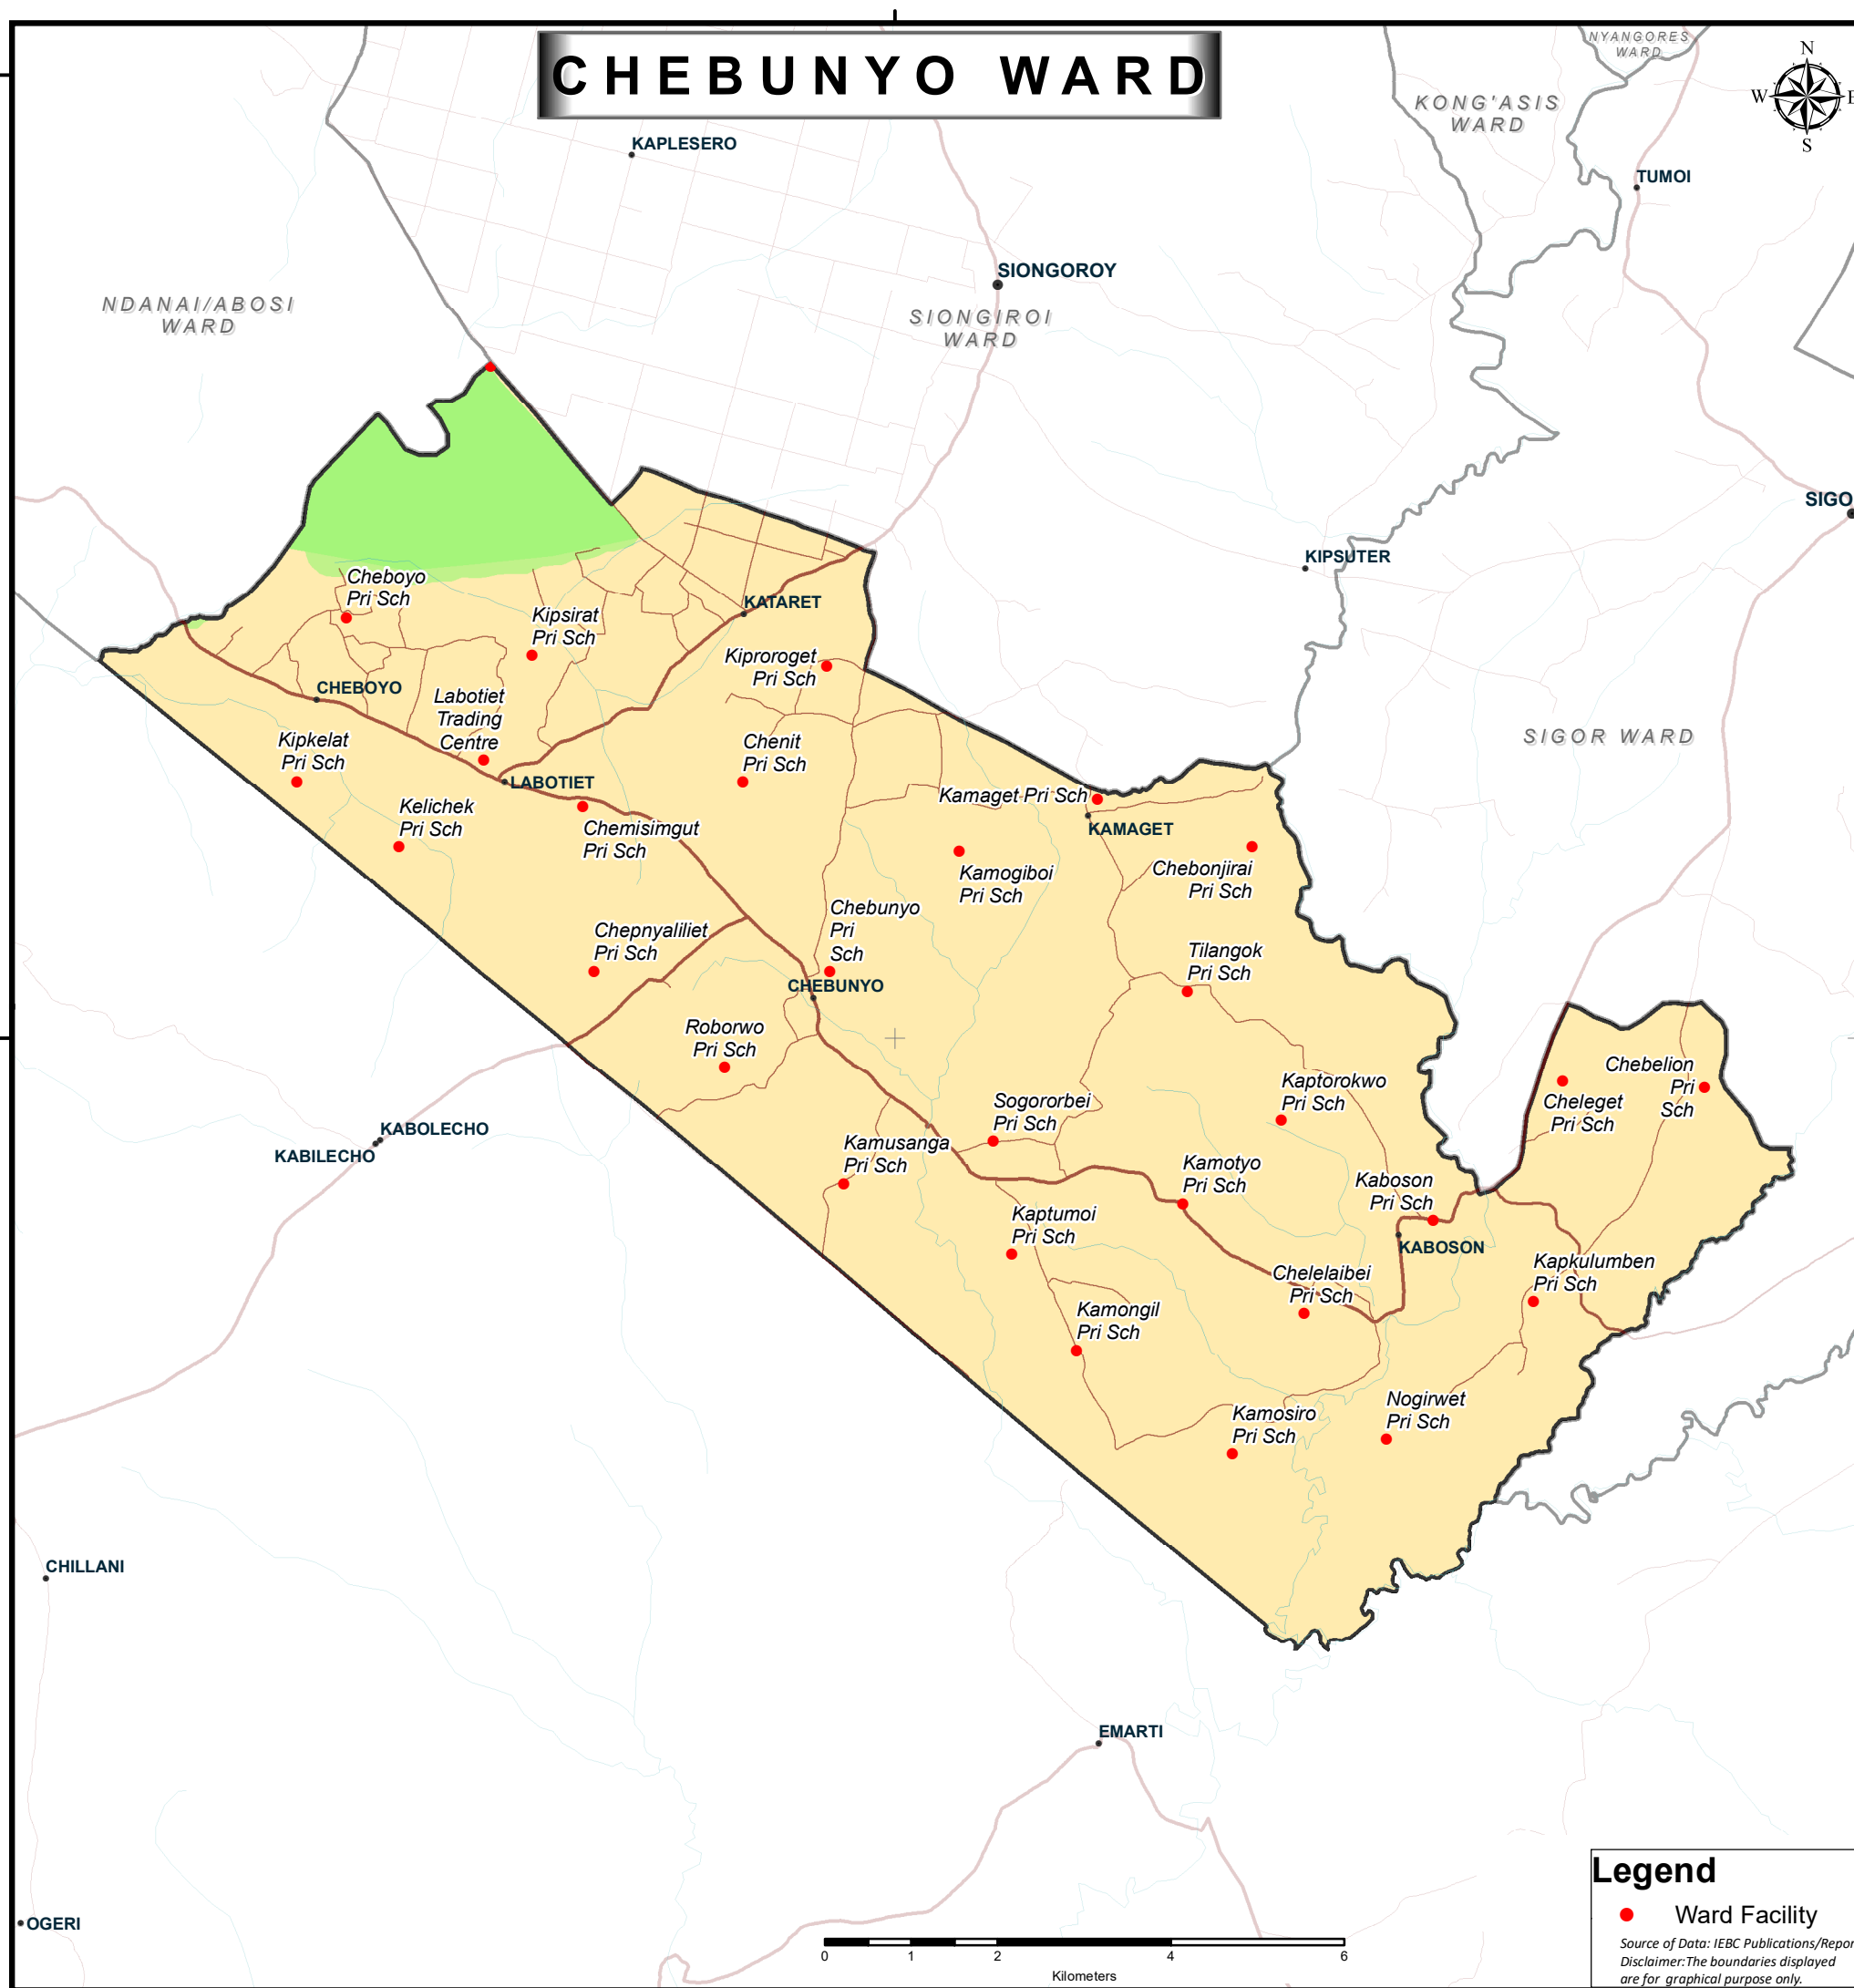 CHEBUNYO WARD
NYANGORES
WARD
KONG'ASIS
WARD
N
W
E
S
KAPLESERO
TUMOI
SIONGOROY
NDANAI/ABOSI
WARD
SIONGIROI
WARD
SIGO
KIPSUTER
Cheboyo
Pri Sch
Kipsirat
Pri Sch
KATARET
Kiproroget
Pri Sch
CHEBOYO
Labotiet
Trading
Centre
Kipkelat
Pri Sch
Chenit
Pri Sch
SIGOR WARD
LABOTIET
Kelichek
Pri Sch
Chemisimgut
Pri Sch
Kamaget Pri Sch
KAMAGET
Kamogiboi
Pri Sch
Chebonjirai
Pri Sch
Chepnyaliliet
Pri Sch
Chebunyo
Pri
Sch
CHEBUNYO
Tilangok
Pri Sch
Roborwo
Pri Sch
Kaptorokwo
Pri Sch
Cheleget
Pri Sch
Chebelion
Pri
Sch
KABOLECHO
KABILECHO
Sogororbei
Pri Sch
Kamusanga
Pri Sch
Kamotyo
Pri Sch
Kaboson
Pri Sch
KABOSON
Kaptumoi
Pri Sch
Chelelaibei
Pri Sch
Kapkulumben
Pri Sch
Kamongil
Pri Sch
Kamosiro
Pri Sch
Nogirwet
Pri Sch
CHILLANI
EMARTI
OGERI
0 1 2 4 6
Kilometers
Legend
Ward Facility
Source of Data: IEBC Publications/Repor
Disclaimer:The boundaries displayed
are for graphical purpose only.